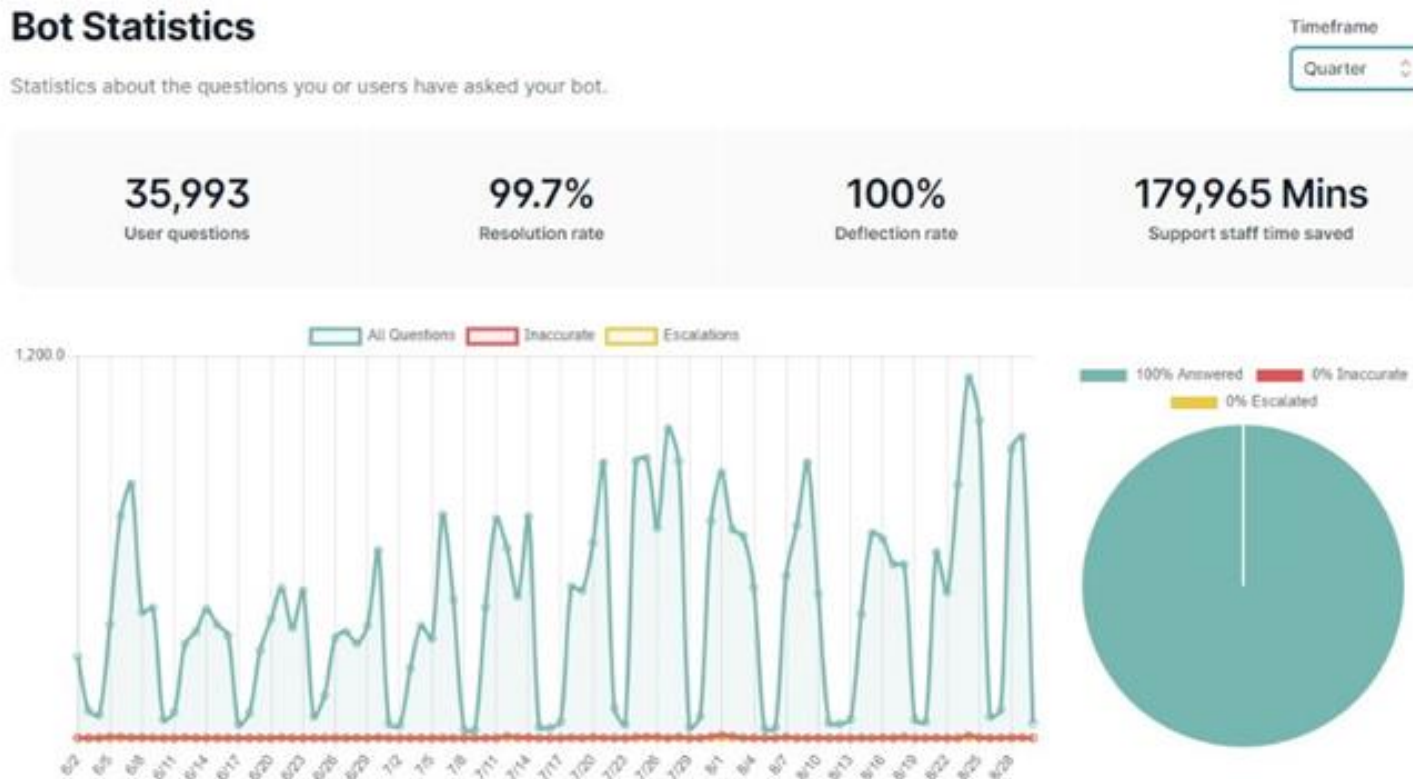 Bot Statistics
Timeframe
Quarter
Statistics about the questions you or users have asked your bot.
35,993
User questions
99.7%
Resolution rate
100%
Deflection rate
179,965 Mins
Support staff time saved
All Questions
Inaccurate
Escalations
1,200.0
100% Answered
0% Inaccurate
0% Escalated
6/2
6/5
6/8
6/11
6/14
6/17
6/20
6/23
6/26
6/29
7/2
7/5
7/8
7/11
7/14
7/17
7/20
7/23
7/26
7/29
8/1
8/4
8/7
8/10
8/13
8/16
8/19
8/22
8/25
8/28